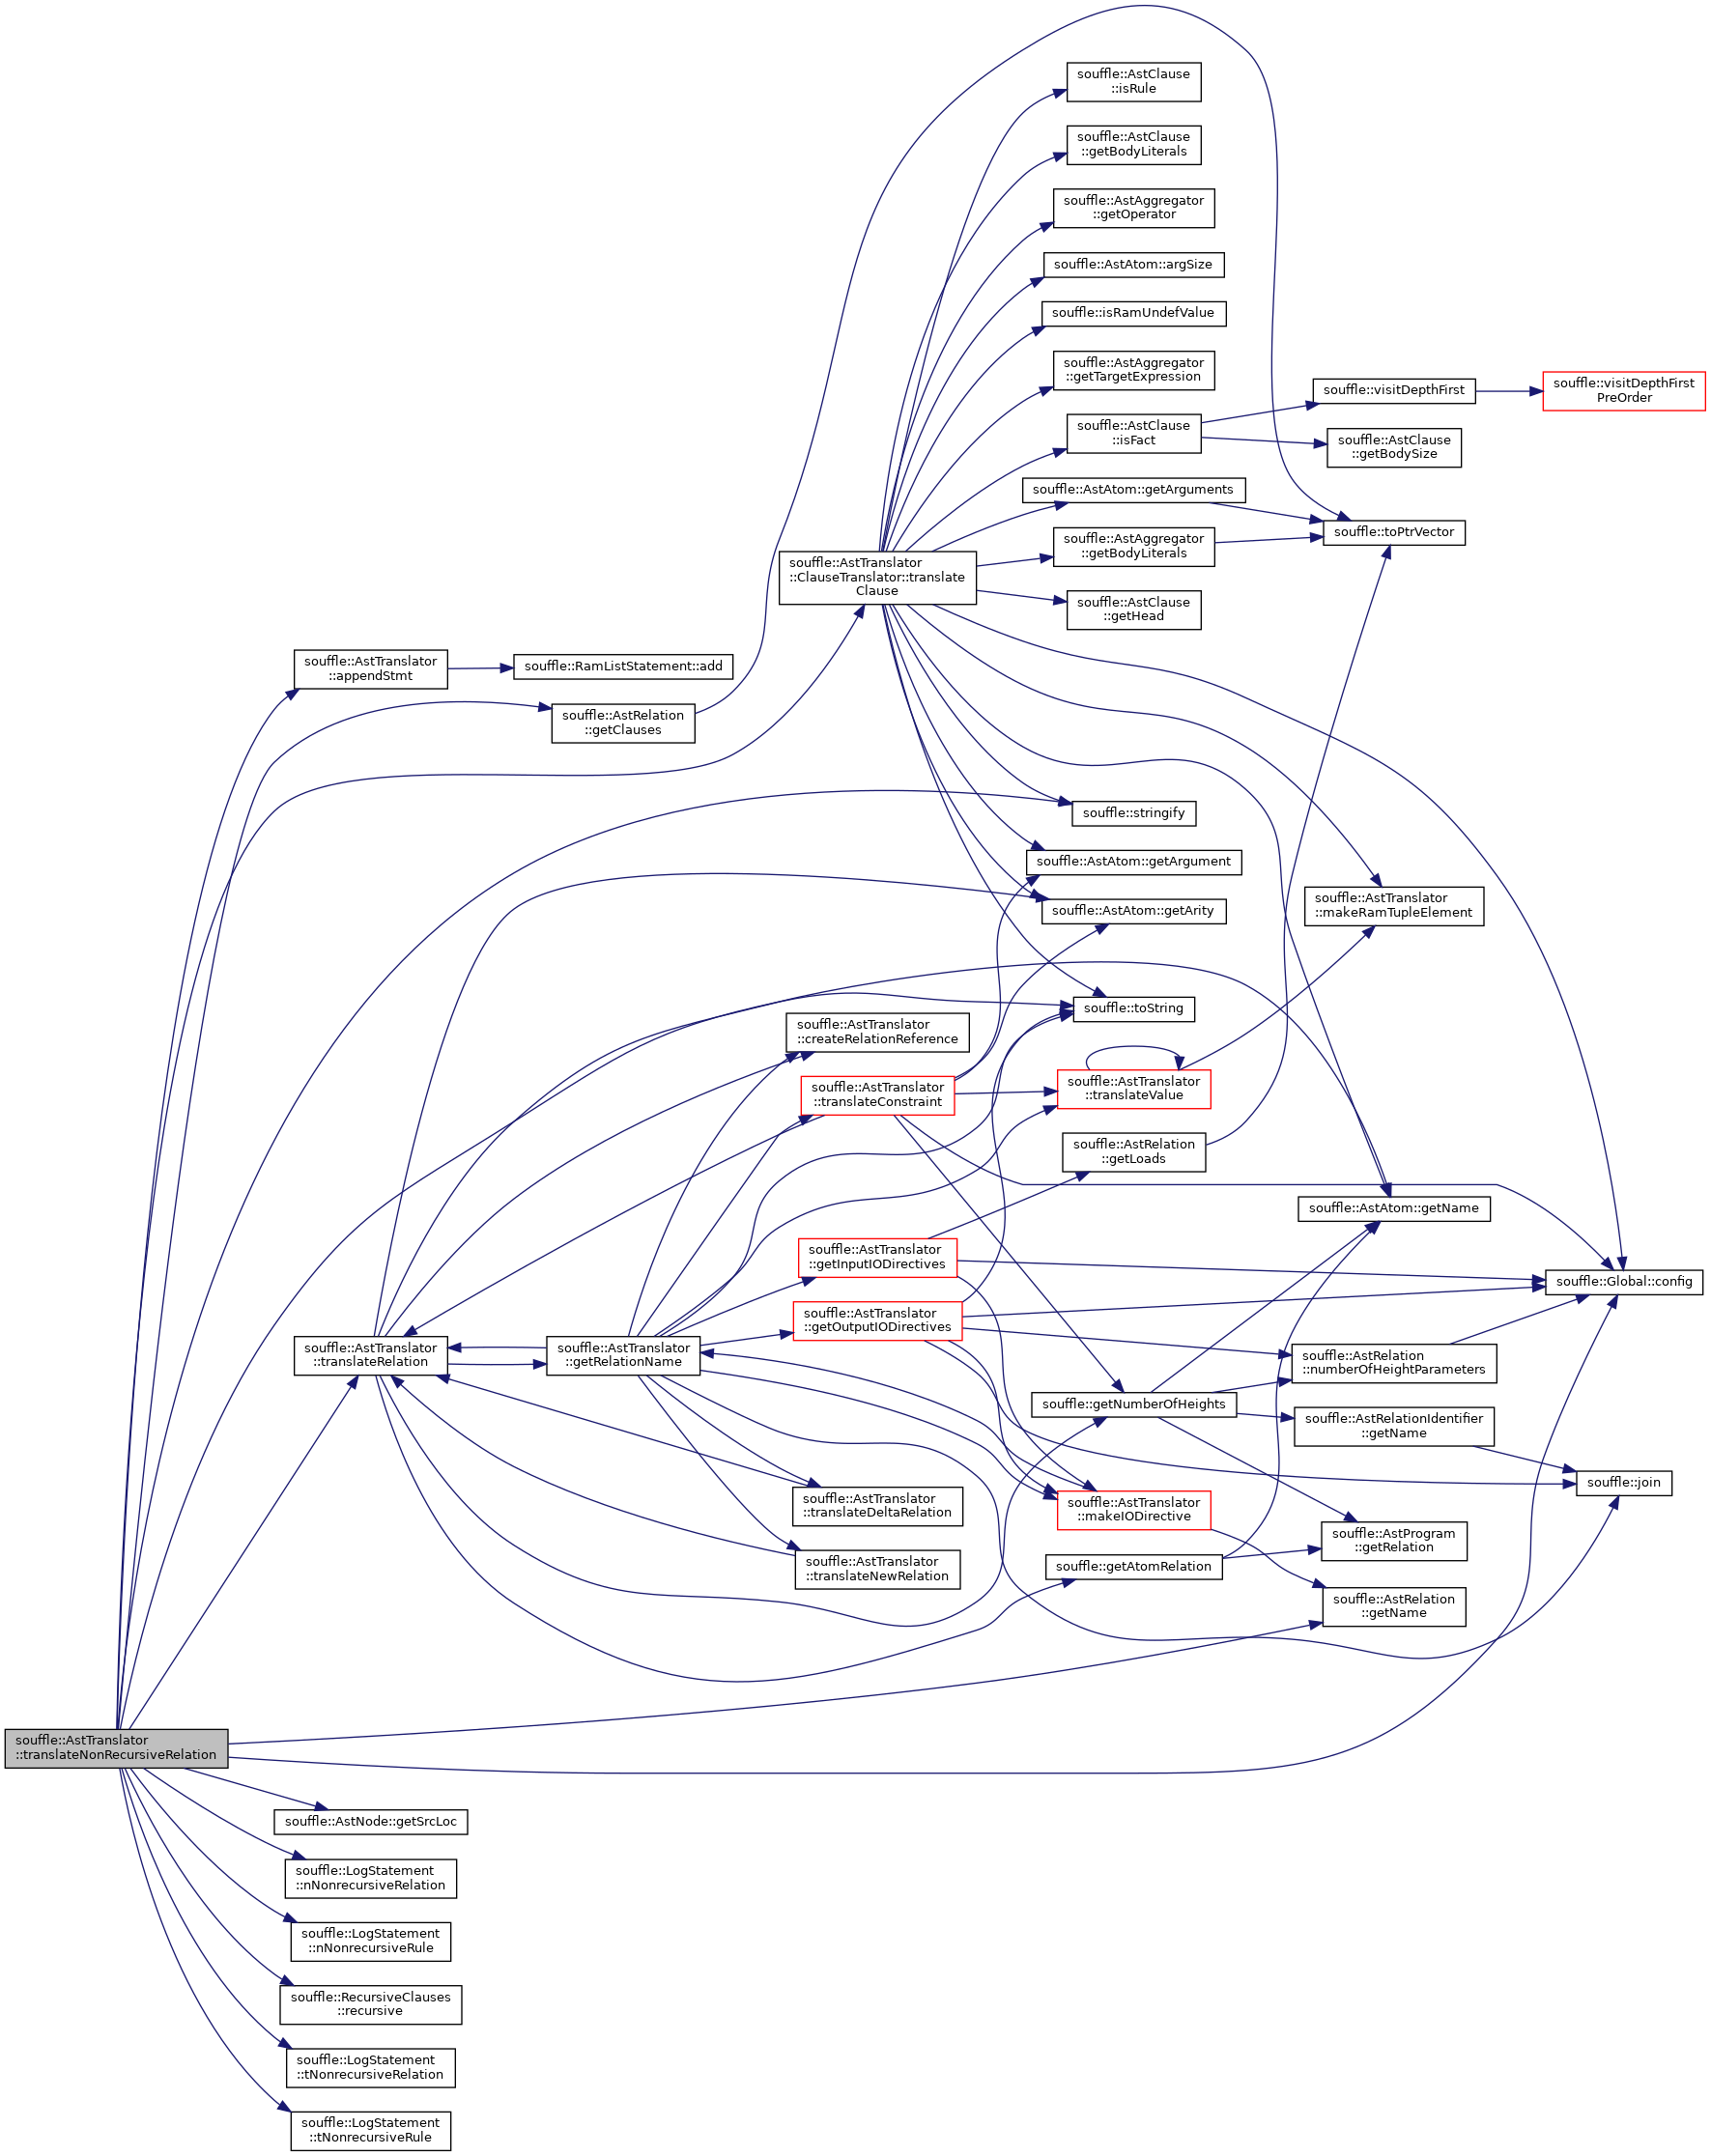 souffle::AstClause
::isRule
souffle::AstClause
::getBodyLiterals
souffle::AstAggregator
::getOperator
souffle::AstAtom::argSize
souffle::isRamUndefValue
souffle::AstAggregator
::getTargetExpression
souffle::visitDepthFirst
souffle::visitDepthFirst
PreOrder
souffle::AstClause
::isFact
souffle::AstClause
::getBodySize
souffle::AstAtom::getArguments
souffle::toPtrVector
souffle::AstAggregator
::getBodyLiterals
souffle::AstTranslator
::ClauseTranslator::translate
Clause
souffle::AstClause
::getHead
souffle::AstTranslator
::appendStmt
souffle::RamListStatement::add
souffle::AstRelation
::getClauses
souffle::stringify
souffle::AstAtom::getArgument
souffle::AstAtom::getArity
souffle::AstTranslator
::makeRamTupleElement
souffle::toString
souffle::AstTranslator
::createRelationReference
souffle::AstTranslator
::translateConstraint
souffle::AstTranslator
::translateValue
souffle::AstRelation
::getLoads
souffle::AstAtom::getName
souffle::AstTranslator
::getInputIODirectives
souffle::Global::config
souffle::AstTranslator
::getOutputIODirectives
souffle::AstTranslator
::translateRelation
souffle::AstTranslator
::getRelationName
souffle::AstRelation
::numberOfHeightParameters
souffle::getNumberOfHeights
souffle::AstRelationIdentifier
::getName
souffle::join
souffle::AstTranslator
::translateDeltaRelation
souffle::AstTranslator
::makeIODirective
souffle::AstProgram
::getRelation
souffle::AstTranslator
::translateNewRelation
souffle::getAtomRelation
souffle::AstRelation
::getName
souffle::AstTranslator
::translateNonRecursiveRelation
souffle::AstNode::getSrcLoc
souffle::LogStatement
::nNonrecursiveRelation
souffle::LogStatement
::nNonrecursiveRule
souffle::RecursiveClauses
::recursive
souffle::LogStatement
::tNonrecursiveRelation
souffle::LogStatement
::tNonrecursiveRule